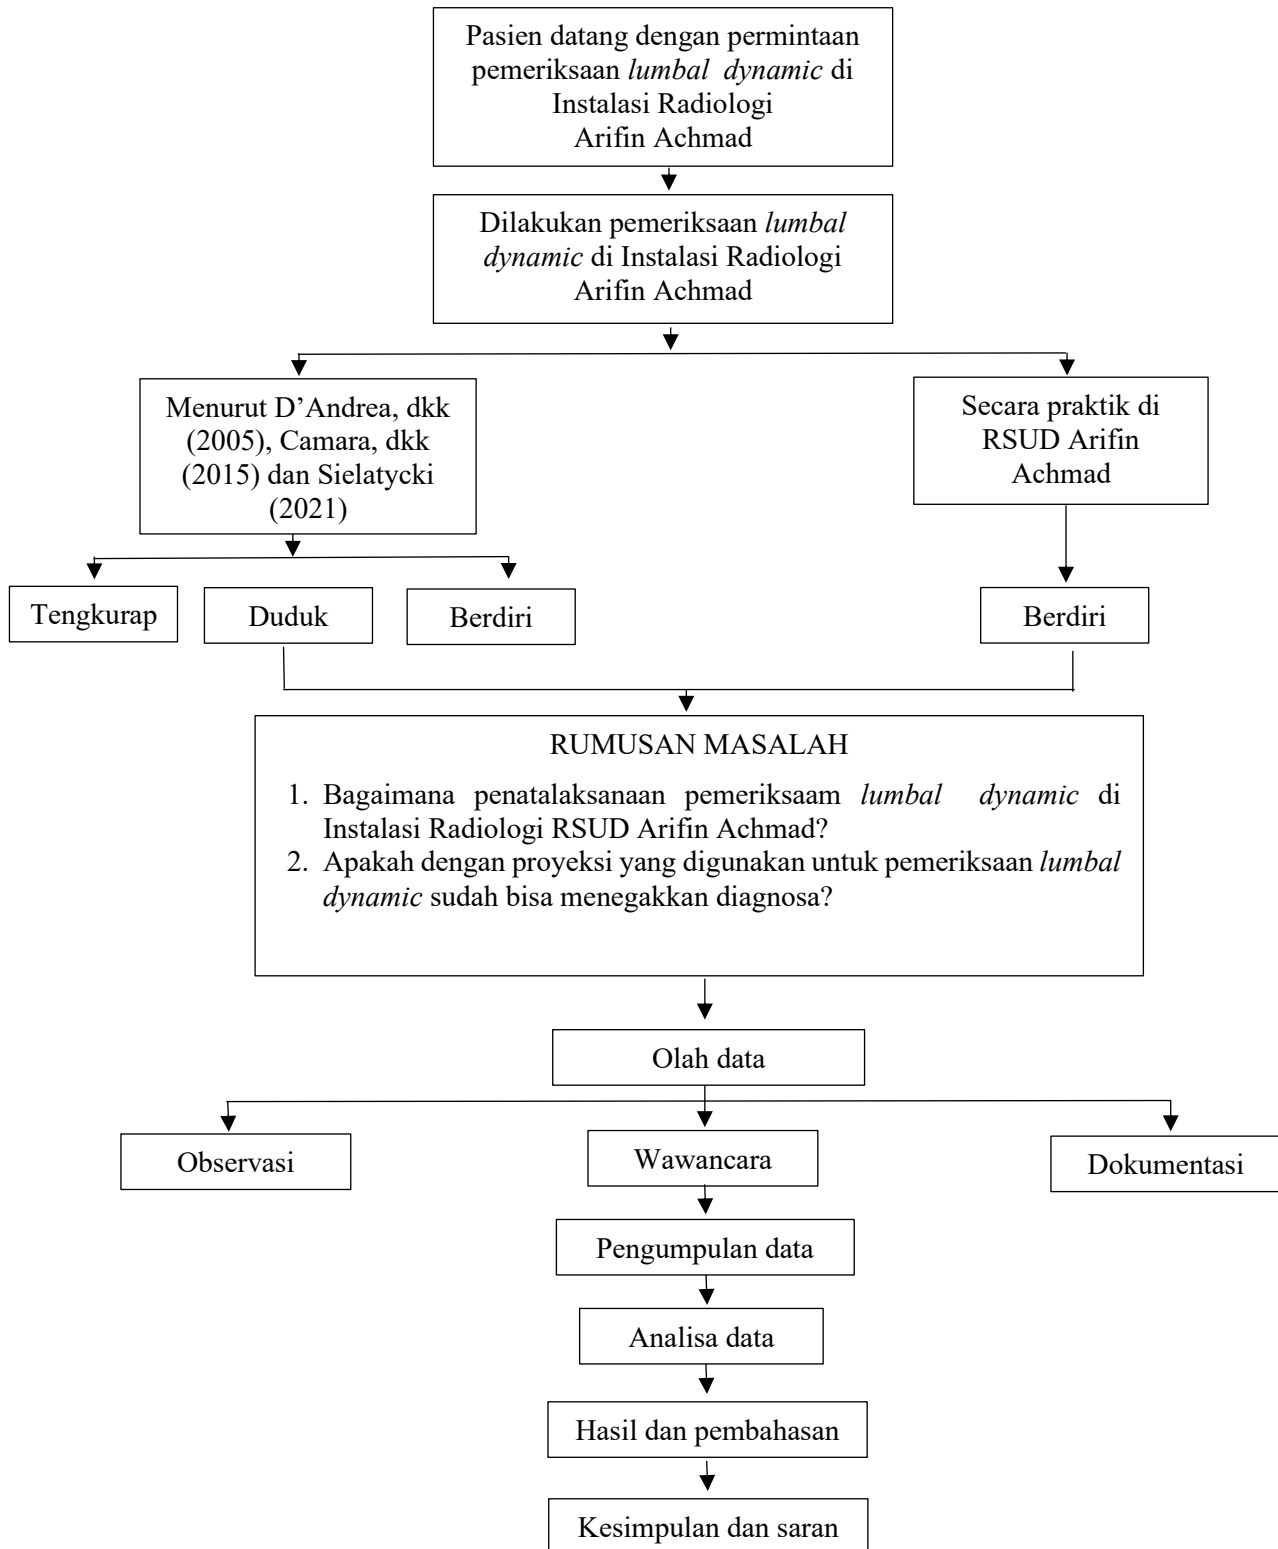 Pasien datang dengan permintaan
pemeriksaan lumbal dynamic di
Instalasi Radiologi
Arifin Achmad
Dilakukan pemeriksaan lumbal
dynamic di Instalasi Radiologi
Arifin Achmad
Menurut D’Andrea, dkk
(2005), Camara, dkk
(2015) dan Sielatycki
(2021)
Secara praktik di
RSUD Arifin
Achmad
Tengkurap
Duduk
Berdiri
Berdiri
RUMUSAN MASALAH
1. Bagaimana penatalaksanaan pemeriksaam lumbal dynamic di
Instalasi Radiologi RSUD Arifin Achmad?
2. Apakah dengan proyeksi yang digunakan untuk pemeriksaan lumbal
dynamic sudah bisa menegakkan diagnosa?
Olah data
Observasi
Wawancara
Dokumentasi
Pengumpulan data
Analisa data
Hasil dan pembahasan
Kesimpulan dan saran